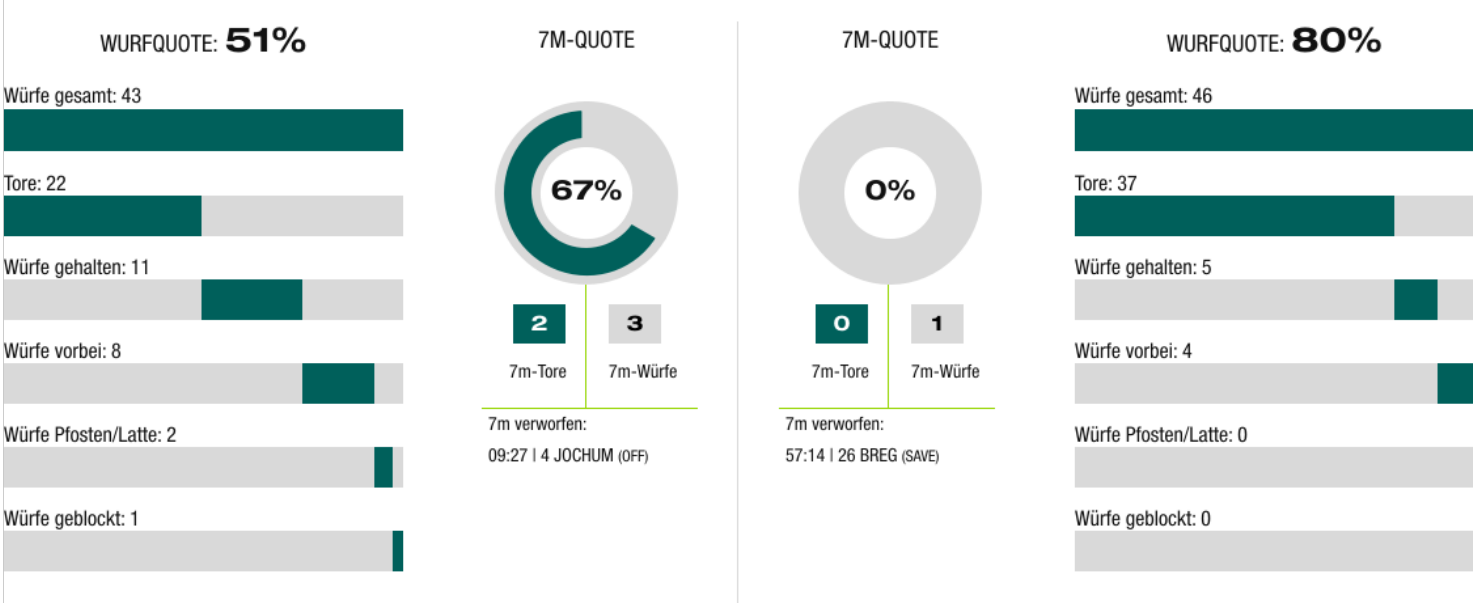 WURFQUOTE: 51%
Würfe gesamt: 43
Tore: 22
Würfe gehalten: 11
Würfe vorbei: 8
Würfe Pfosten/Latte: 2
Würfe geblockt: 1
7M-QUOTE
67%
2 3
7m-Tore 7m-Würfe
7m verworfen:
09:27 | 4 JOCHUM (OFF)
7M-QUOTE
0%
0 1
7m-Tore 7m-Würfe
7m verworfen:
57:14 | 26 BREG (SAVE)
WURFQUOTE: 80%
Würfe gesamt: 46
Tore: 37
Würfe gehalten: 5
Würfe vorbei: 4
Würfe Pfosten/Latte: 0
Würfe geblockt: 0